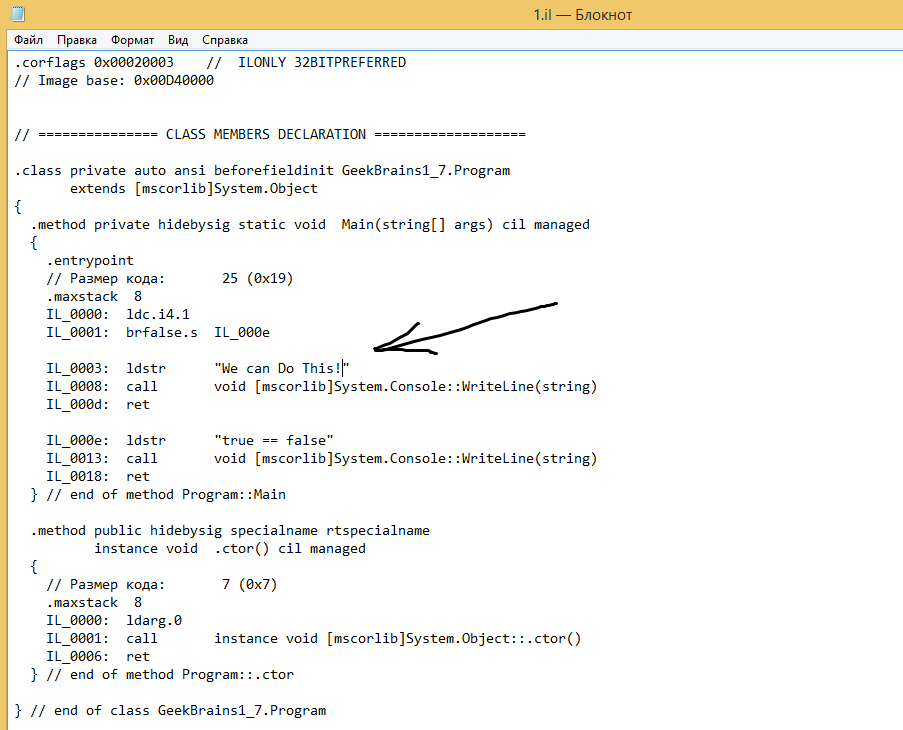 1.il — Блокнот
Файл Правка Формат Вид Справка
.corflags 0x00020003    //  ILONLY 32BITPREFERRED
// Image base: 0x00D40000
// =============== CLASS MEMBERS DECLARATION ===================
.class private auto ansi beforefieldinit GeekBrains1_7.Program
       extends [mscorlib]System.Object
{
  .method private hidebysig static void  Main(string[] args) cil managed
  {
    .entrypoint
    // Размер кода:       25 (0x19)
    .maxstack  8
    IL_0000:  ldc.i4.1
    IL_0001:  brfalse.s  IL_000e
    IL_0003:  ldstr      "We can Do This!"
    IL_0008:  call       void [mscorlib]System.Console::WriteLine(string)
    IL_000d:  ret
    IL_000e:  ldstr      "true == false"
    IL_0013:  call       void [mscorlib]System.Console::WriteLine(string)
    IL_0018:  ret
  } // end of method Program::Main
  .method public hidebysig specialname rtspecialname
          instance void  .ctor() cil managed
  {
    // Размер кода:       7 (0x7)
    .maxstack  8
    IL_0000:  ldarg.0
    IL_0001:  call       instance void [mscorlib]System.Object::.ctor()
    IL_0006:  ret
  } // end of method Program::.ctor
} // end of class GeekBrains1_7.Program